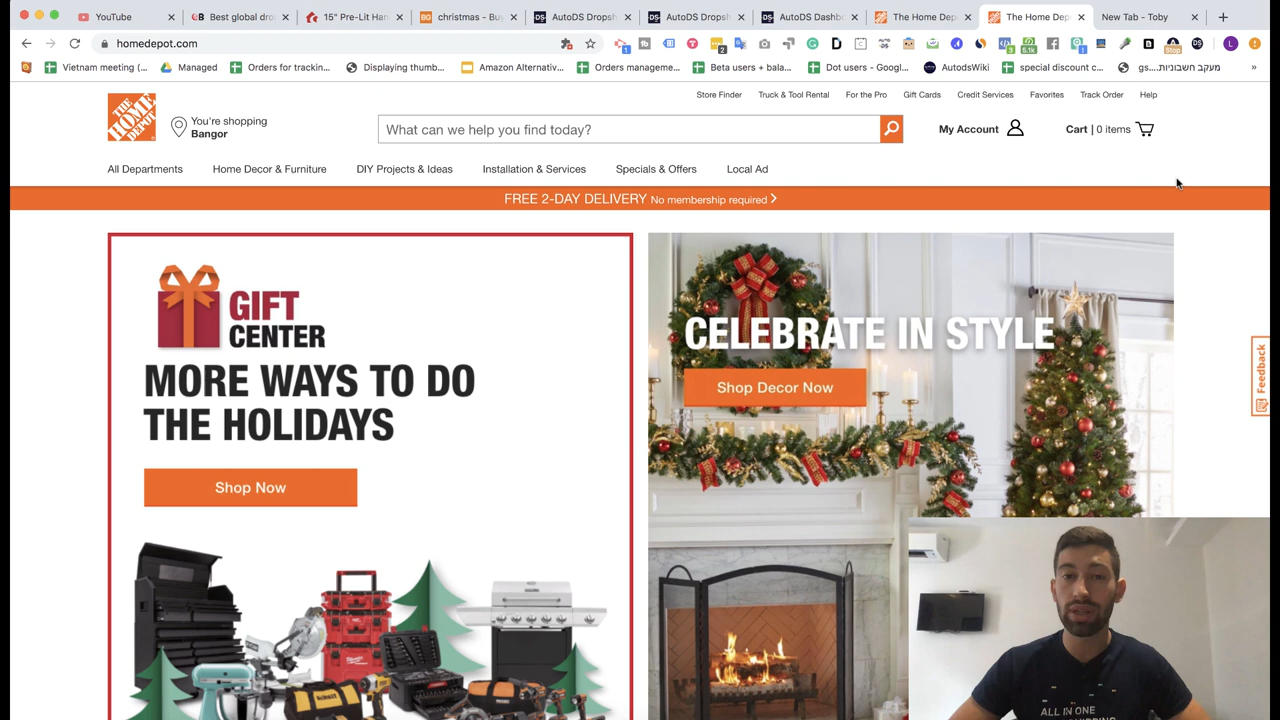 YouTube
Best global dro
15" Pre-Lit Han
christmas - Bu
AutoDS Dropsh
AutoDS Dropsh
AutoDS Dashb
The Home Dep
The Home Dep
New Tab - Toby
homedepot.com
Vietnam meeting (...
Managed
Orders for trackin...
Displaying thumb...
Amazon Alternativ...
Orders manageme...
Beta users + bala...
Dot users - Googl...
AutodsWiki
special discount c...
gs....מעקב חשבוניות
»
Store Finder
Truck & Tool Rental
For the Pro
Gift Cards
Credit Services
Favorites
Track Order
Help
THE HOME DEPOT
You're shopping
Bangor
What can we help you find today?
My Account
Cart | 0 items
All Departments
Home Decor & Furniture
DIY Projects & Ideas
Installation & Services
Specials & Offers
Local Ad
FREE 2-DAY DELIVERY No membership required
GIFT
CENTER
MORE WAYS TO DO
THE HOLIDAYS
Shop Now
CELEBRATE IN STYLE
Shop Decor Now
Feedback
ALL IN ONE